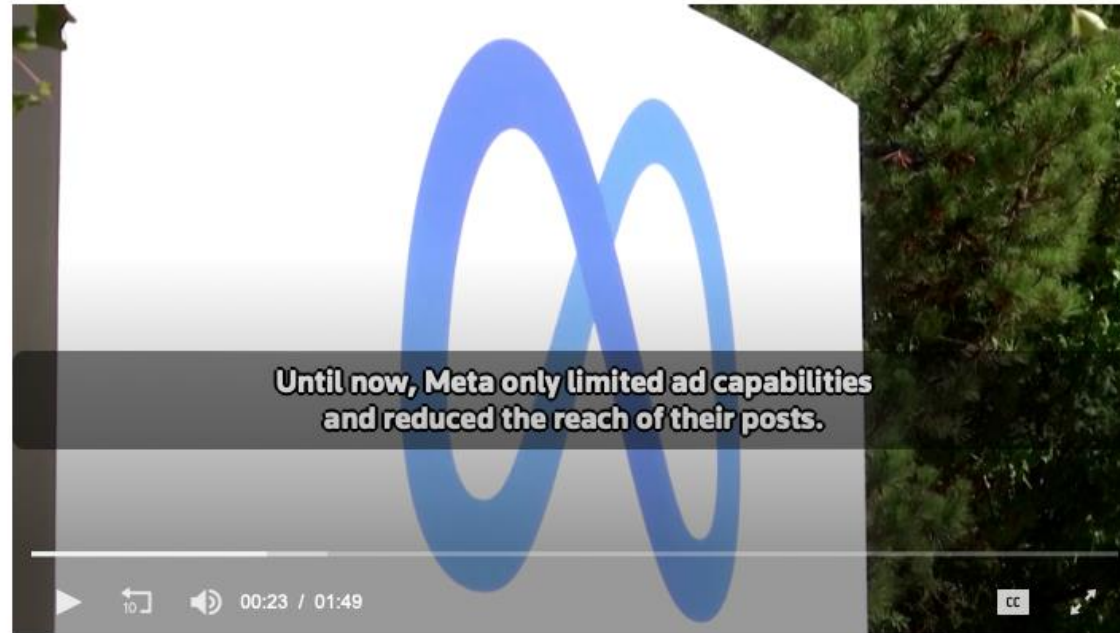 Until now, Meta only limited ad capabilities
and reduced the reach of their posts.
10
00:23 / 01:49
CC